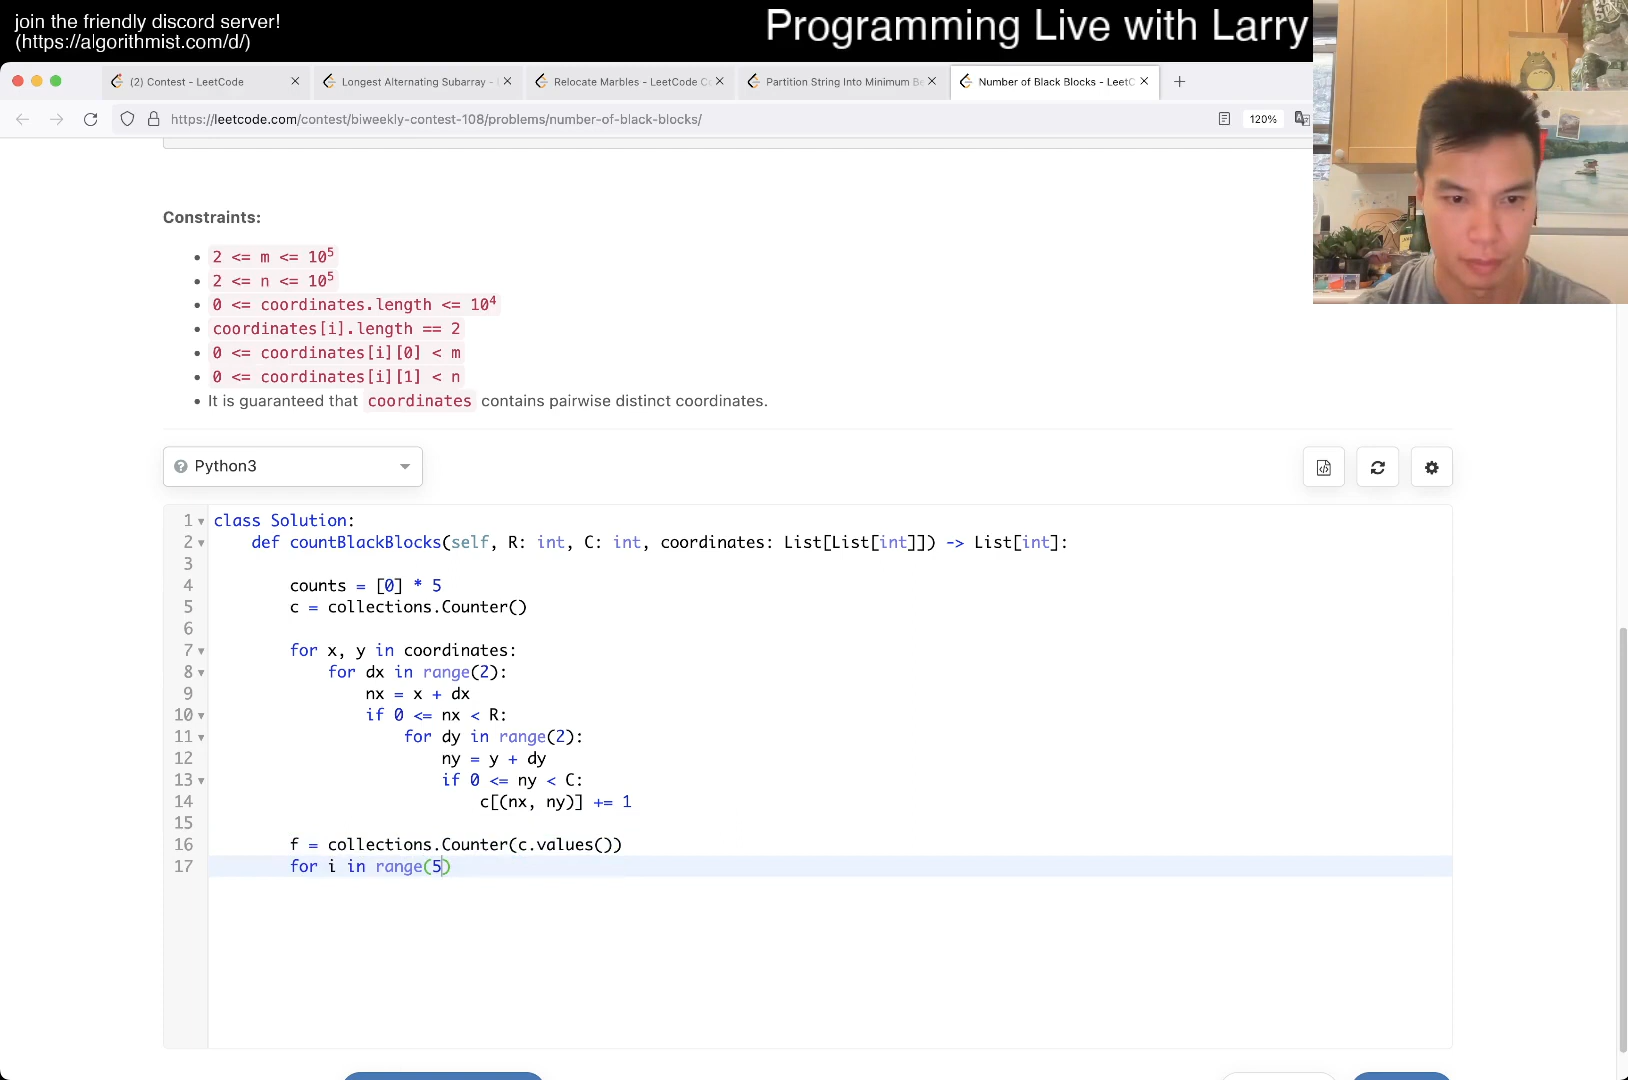 join the friendly discord server!
(https://algorithmist.com/d/)
Programming Live with Larry
(2) Contest - LeetCode
Longest Alternating Subarray -
Relocate Marbles - LeetCode C
Partition String Into Minimum Be
Number of Black Blocks - LeetC
https://leetcode.com/contest/biweekly-contest-108/problems/number-of-black-blocks/
120%
Constraints:
• 2 <= m <= 10⁵
• 2 <= n <= 10⁵
• 0 <= coordinates.length <= 10⁴
• coordinates[i].length == 2
• 0 <= coordinates[i][0] < m
• 0 <= coordinates[i][1] < n
• It is guaranteed that coordinates contains pairwise distinct coordinates.
Python3
1 class Solution:
2     def countBlackBlocks(self, R: int, C: int, coordinates: List[List[int]]) -> List[int]:
3
4         counts = [0] * 5
5         c = collections.Counter()
6
7         for x, y in coordinates:
8             for dx in range(2):
9                 nx = x + dx
10                 if 0 <= nx < R:
11                     for dy in range(2):
12                         ny = y + dy
13                         if 0 <= ny < C:
14                             c[(nx, ny)] += 1
15
16         f = collections.Counter(c.values())
17         for i in range(5)